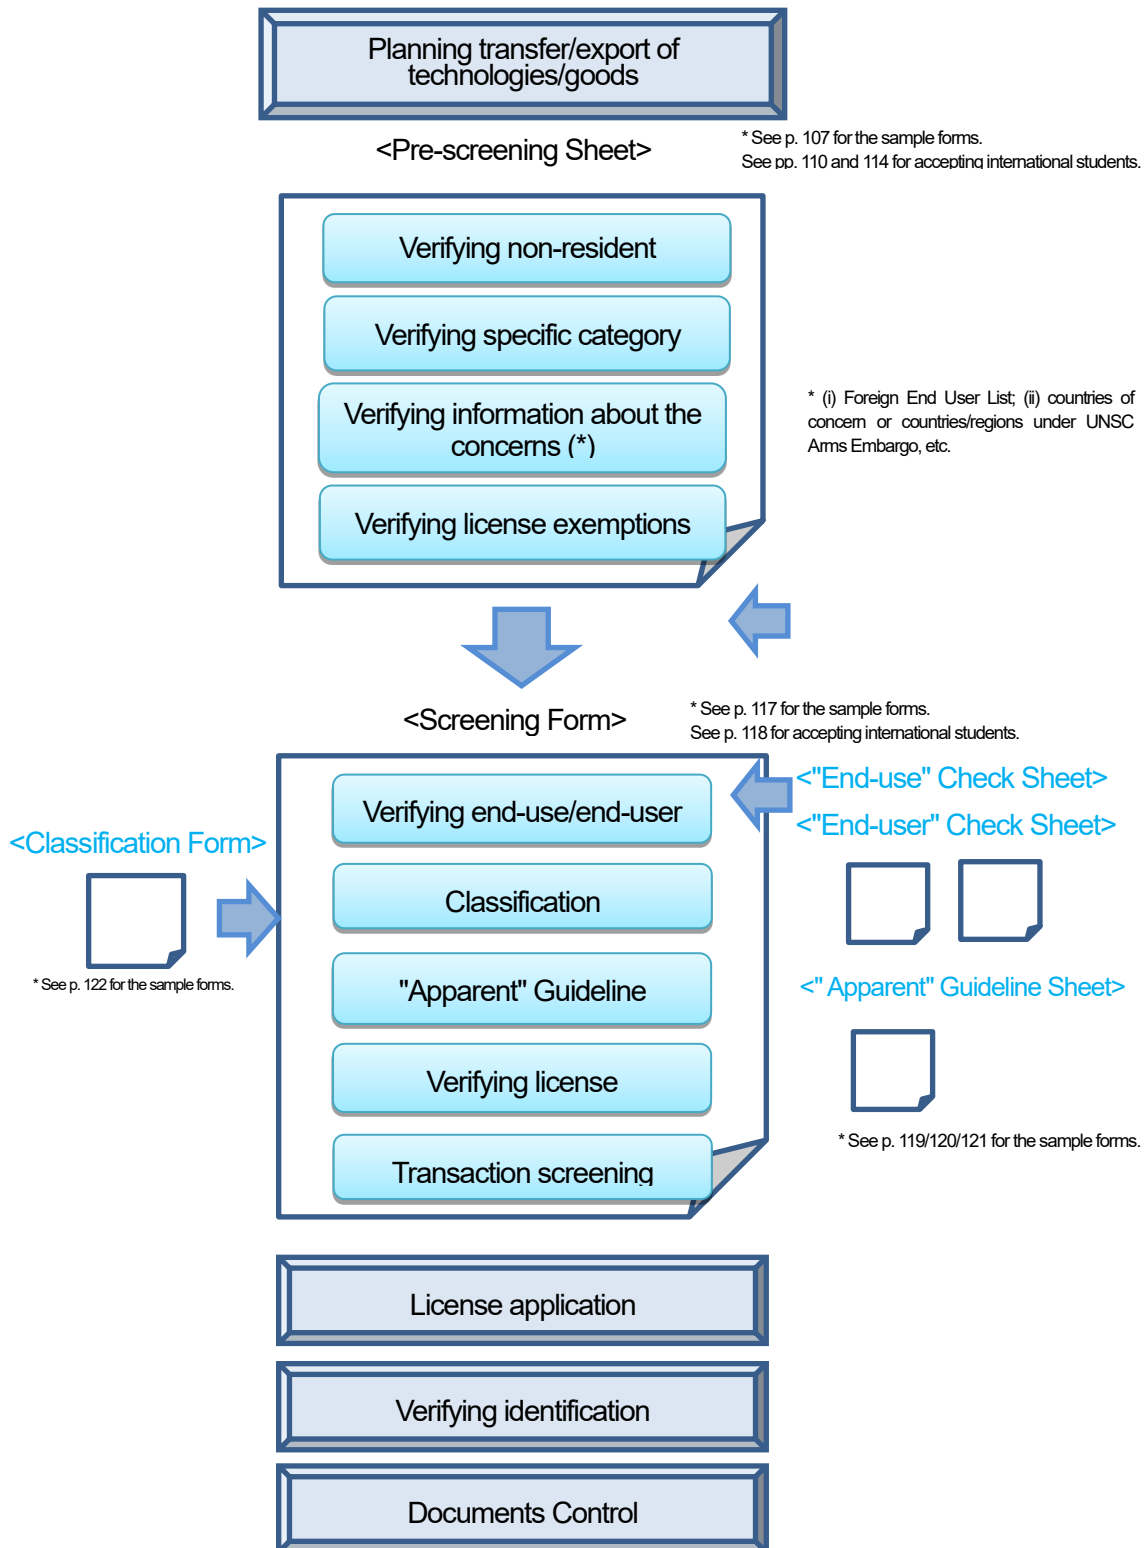 Planning transfer/export of
technologies/goods
<Pre-screening Sheet>
* See p. 107 for the sample forms.
See pp. 110 and 114 for accepting international students.
Verifying non-resident
Verifying specific category
Verifying information about the
concerns (*)
* (i) Foreign End User List; (ii) countries of
concern or countries/regions under UNSC
Arms Embargo, etc.
Verifying license exemptions
<Screening Form>
* See p. 117 for the sample forms.
See p. 118 for accepting international students.
Verifying end-use/end-user
<"End-use" Check Sheet>
<"End-user" Check Sheet>
<Classification Form>
* See p. 122 for the sample forms.
Classification
"Apparent" Guideline
<" Apparent" Guideline Sheet>
Verifying license
* See p. 119/120/121 for the sample forms.
Transaction screening
License application
Verifying identification
Documents Control